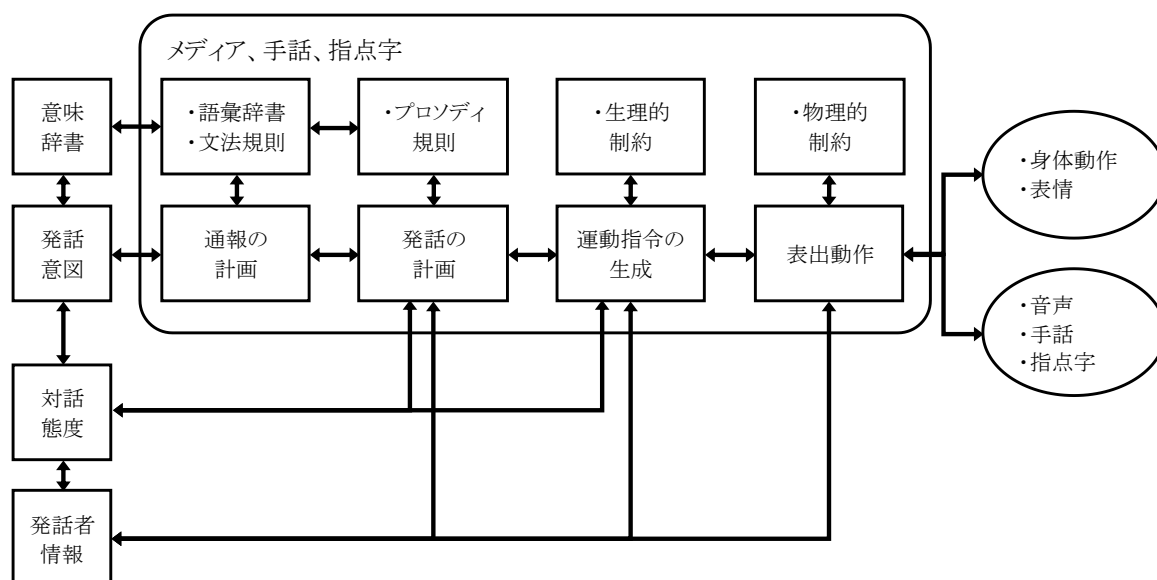 メディア、手話、指点字
意味
辞書
・語彙辞書
・文法規則
・プロソディ
規則
・生理的
制約
・物理的
制約
・身体動作
・表情
発話
意図
通報の
計画
発話の
計画
運動指令の
生成
表出動作
・音声
・手話
・指点字
対話
態度
発話者
情報